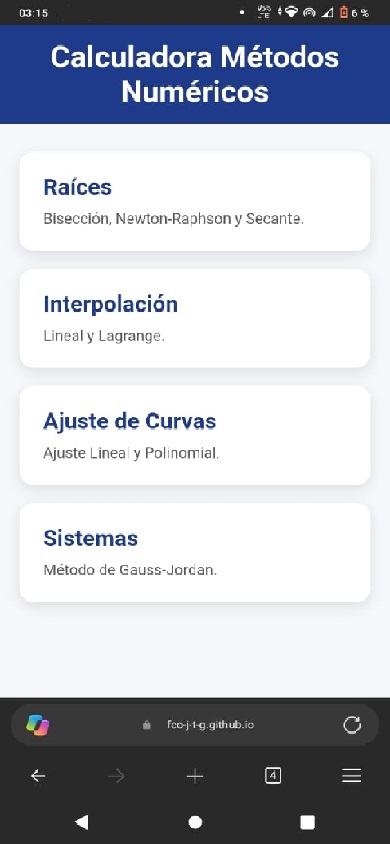 03:15
6 %
Calculadora Métodos
Numéricos
Raíces
Bisección, Newton-Raphson y Secante.
Interpolación
Lineal y Lagrange.
Ajuste de Curvas
Ajuste Lineal y Polinomial.
Sistemas
Método de Gauss-Jordan.
fco-j-t-g.github.io
4